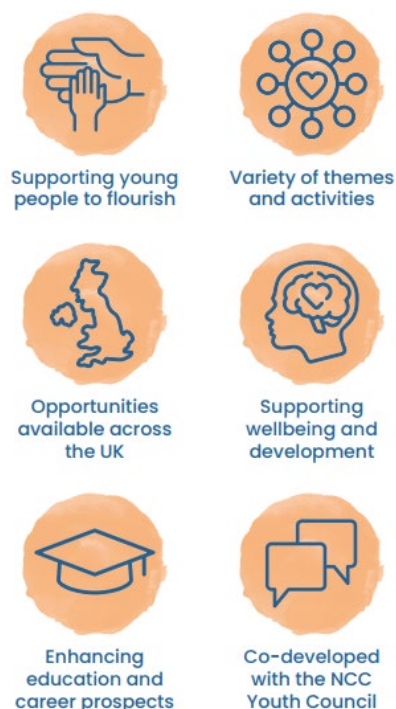 Supporting young
people to flourish
Variety of themes
and activities
Opportunities
available across
the UK
Supporting
wellbeing and
development
Enhancing
education and
career prospects
Co-developed
with the NCC
Youth Council